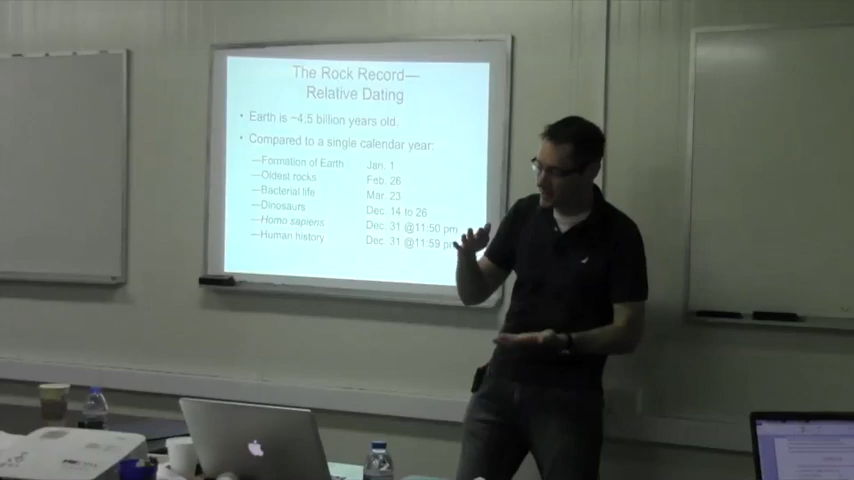 The Rock Record—
Relative Dating
• Earth is ~4.5 billion years old.
• Compared to a single calendar year:
—Formation of Earth Jan. 1
—Oldest rocks Feb. 26
—Bacterial life Mar. 23
—Dinosaurs Dec. 14 to 26
—Homo sapiens Dec. 31 @11:50 pm
—Human history Dec. 31 @11:59 pm